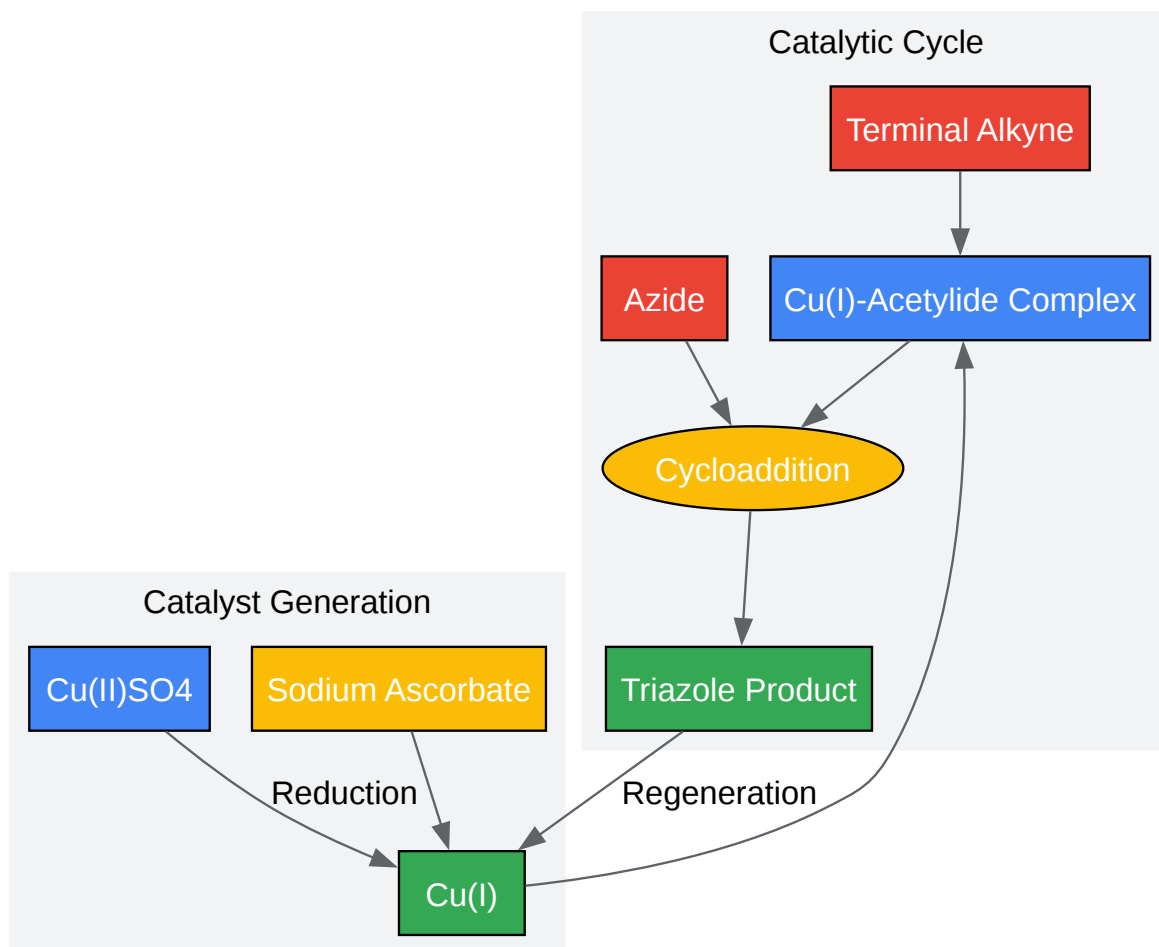 Catalytic Cycle
Terminal Alkyne
Azide
Cu(I)-Acetylide Complex
Cycloaddition
Catalyst Generation
Cu(II)SO4
Sodium Ascorbate
Triazole Product
Reduction
Regeneration
Cu(I)